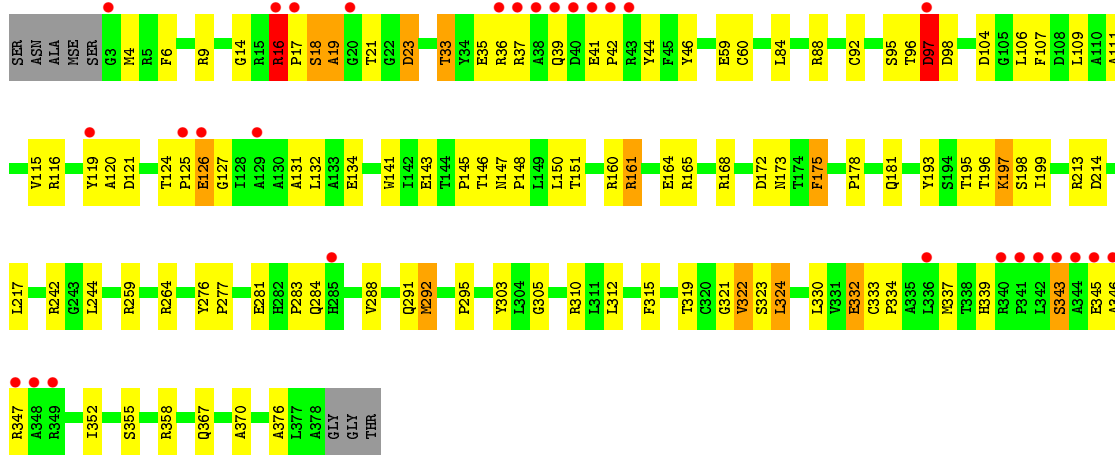 SER ASN ALA MSE SER G3 M4 R5 F6 R9 G14 R15 R16 P17 S18 A19 G20 T21 G22 D23 T33 Y34 E35 R36 R37 A38 Q39 D40 E41 P42 R43 Y44 F45 Y46 E59 C60 L84 R88 C92 S95 T96 D97 D98 D104 G105 L106 F107 D108 L109 A110
V115 R116 Y119 A120 D121 T124 P125 E126 G127 I128 A129 A130 A131 L132 A133 E134 W141 I142 E143 T144 P145 T146 N147 P148 L149 L150 T151 R160 R161 E164 R165 R168 D172 N173 T174 F175 P178 Q181 Y193 S194 T195 T196 K197 S198 I199 R213 D214
L217 R242 G243 L244 R259 R264 Y276 P277 E281 H282 P283 Q284 H285 V288 Q291 M292 P295 Y303 L304 G305 R310 L311 L312 F315 T319 C320 G321 V322 S323 L324 L330 V331 E332 C333 P334 A335 L336 M337 T338 H339 R340 P341 L342 S343 A344 E345
R347 A348 R349 I352 S355 R358 Q367 A370 A376 L377 A378 GLY GLY THR